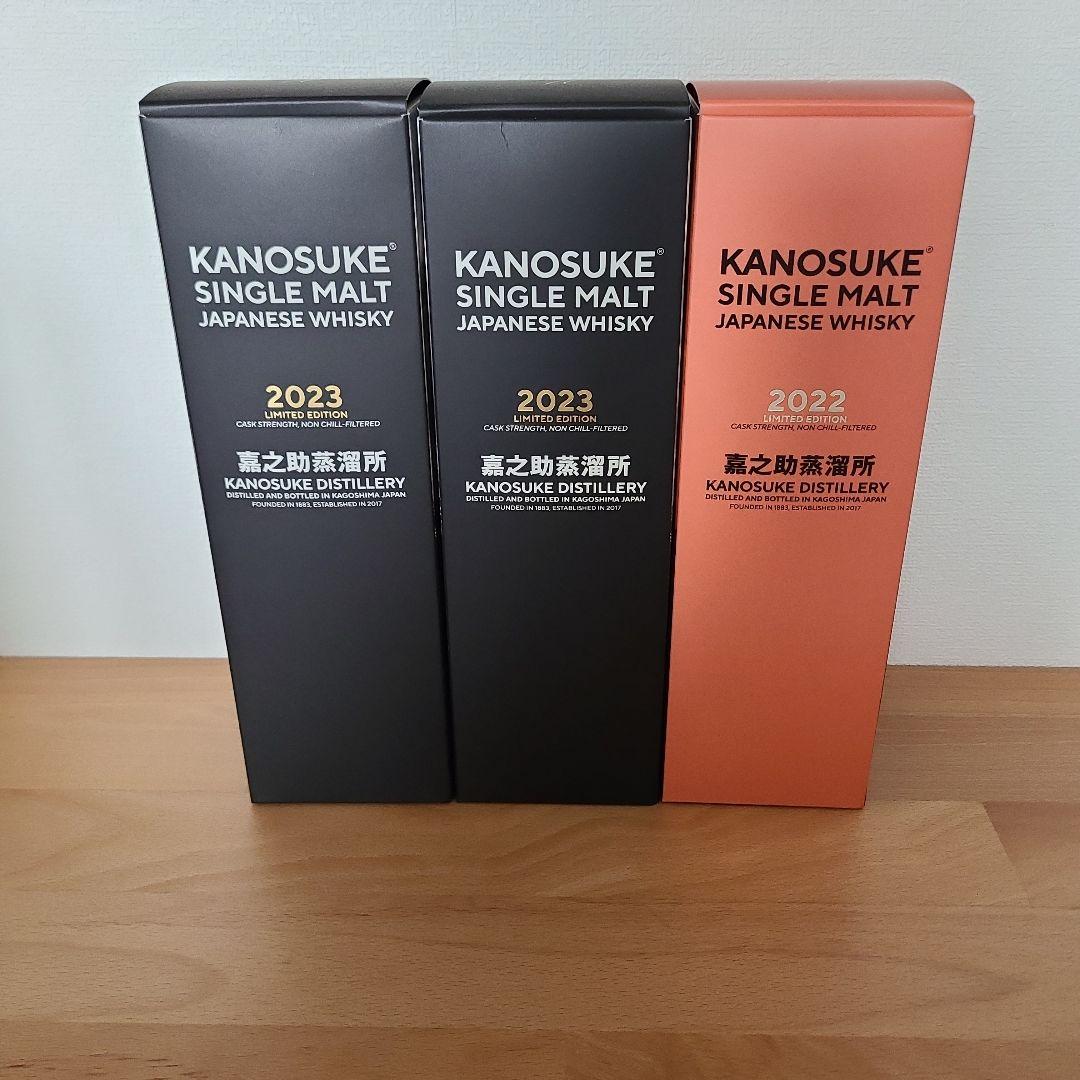 KANOSUKE®
SINGLE MALT
JAPANESE WHISKY
2023
LIMITED EDITION
CASK STRENGTH, NON CHILL-FILTERED
嘉之助蒸溜所
KANOSUKE DISTILLERY
DISTILLED AND BOTTLED IN KAGOSHIMA JAPAN
FOUNDED IN 1883, ESTABLISHED IN 2017
KANOSUKE®
SINGLE MALT
JAPANESE WHISKY
2023
LIMITED EDITION
CASK STRENGTH, NON CHILL-FILTERED
嘉之助蒸溜所
KANOSUKE DISTILLERY
DISTILLED AND BOTTLED IN KAGOSHIMA JAPAN
FOUNDED IN 1883, ESTABLISHED IN 2017
KANOSUKE®
SINGLE MALT
JAPANESE WHISKY
2022
LIMITED EDITION
CASK STRENGTH, NON CHILL-FILTERED
嘉之助蒸溜所
KANOSUKE DISTILLERY
DISTILLED AND BOTTLED IN KAGOSHIMA JAPAN
FOUNDED IN 1883, ESTABLISHED IN 2017